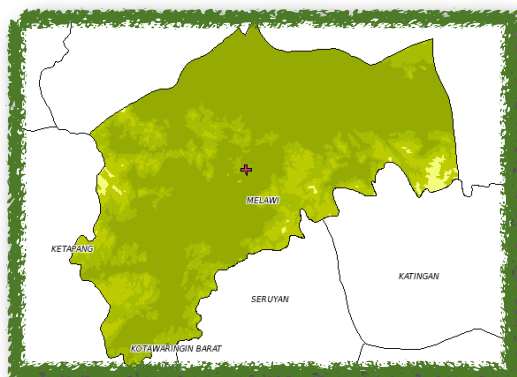 MELAWI
KETAPANG
KATINGAN
SERUYAN
KOTAWARINGIN BARAT